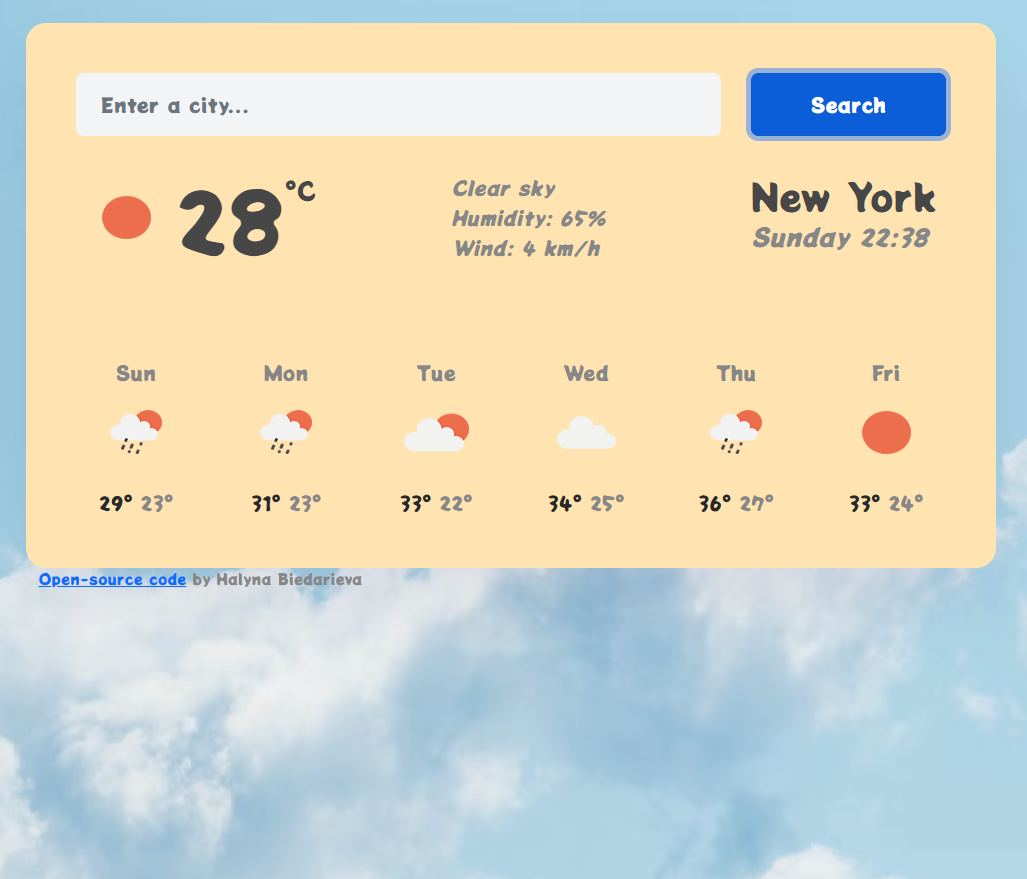 Enter a city...
Search
28°C
Clear sky
Humidity: 65%
Wind: 4 km/h
New York
Sunday 22:38
Sun Mon Tue Wed Thu Fri
29° 23° 31° 23° 33° 22° 34° 25° 36° 27° 33° 24°
Open-source code by Halyna Biedarieva